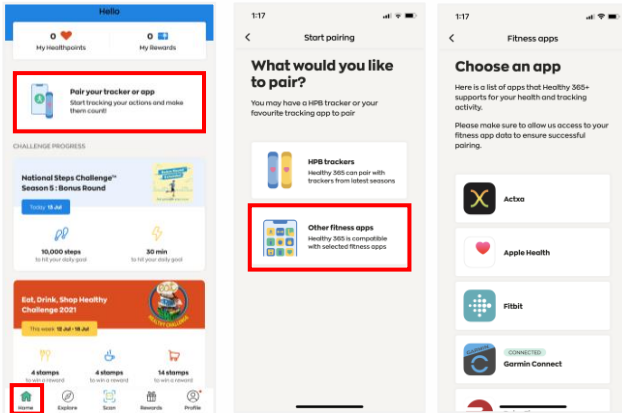 Hello
0
My Healthpoints
0
My Rewards
Pair your tracker or app
Start tracking your actions and make
them count!
CHALLENGE PROGRESS
National Steps Challenge™
Season 5 : Bonus Round
Today 13 Jul
10,000 steps
to hit your daily goal
30 min
to hit your daily goal
Eat, Drink, Shop Healthy
Challenge 2021
This week 12 Jul - 18 Jul
HEALTHY CHALLENGE
4 stamps
to win a reward
4 stamps
to win a reward
14 stamps
to win a reward
Home
Explore
Scan
Rewards
Profile
1:17
Start pairing
What would you like
to pair?
You may have a HPB tracker or your
favourite tracking app to pair
HPB trackers
Healthy 365 can pair with
trackers from latest seasons
Other fitness apps
Healthy 365 is compatible
with selected fitness apps
1:17
Fitness apps
Choose an app
Here is a list of apps that Healthy 365+
supports for your health and tracking
activity.
Please make sure to allow us access to your
fitness app data to ensure successful
pairing.
Actxa
Apple Health
Fitbit
CONNECTED
Garmin Connect